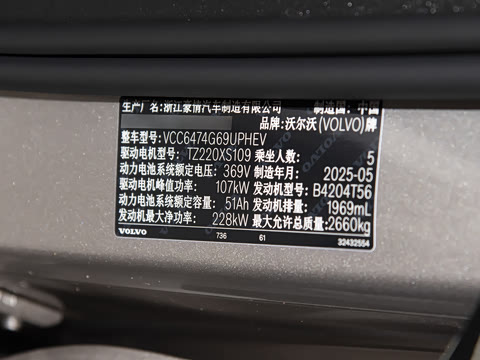 生产厂名:浙江豪情汽车制造有限公司 制造国:中国
品牌:沃尔沃(VOLVO)牌
整车型号:VCC6474G69UPHEV
驱动电机型号:TZ220XS109 乘坐人数: 5
动力电池系统额定电压: 369V 制造年月: 2025-05
驱动电机峰值功率: 107kW 发动机型号: B4204T56
动力电池系统额定容量: 51Ah 发动机排量: 1969mL
发动机最大净功率: 228kW 最大允许总质量:2660kg
VOLVO 736 61 32432554